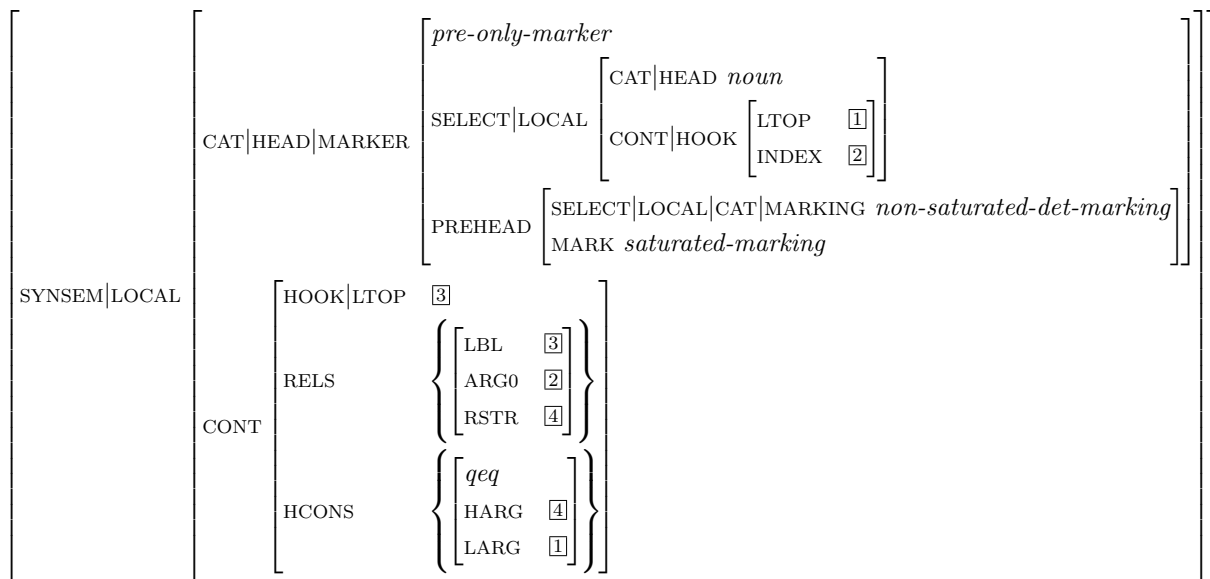 pre-only-marker
CAT|HEAD noun
SELECT|LOCAL
LTOP 1
CONT|HOOK
CAT|HEAD|MARKER
INDEX 2
SELECT|LOCAL|CAT|MARKING non-saturated-det-marking
PREHEAD
MARK saturated-marking
SYNSEM|LOCAL
HOOK|LTOP 3
LBL 3
RELS
ARG0 2
RSTR 4
CONT
qeq
HCONS
HARG 4
LARG 1